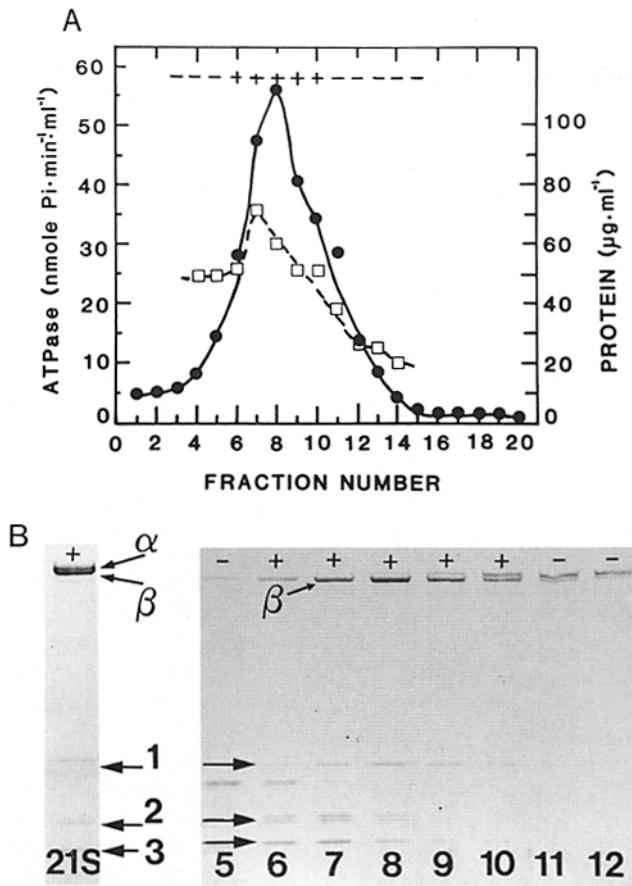 A
ATPase (nmole Pi·min⁻¹ml⁻¹)
60
50
40
30
20
10
0
- - - - + - + - + - + - + - - - - -
100
80
60
40
20
0
PROTEIN (µg·ml⁻¹)
0 2 4 6 8 10 12 14 16 18 20
FRACTION NUMBER
B
+
α
β
1
2
3
21S
- + + + + + - -
β
5 6 7 8 9 10 11 12